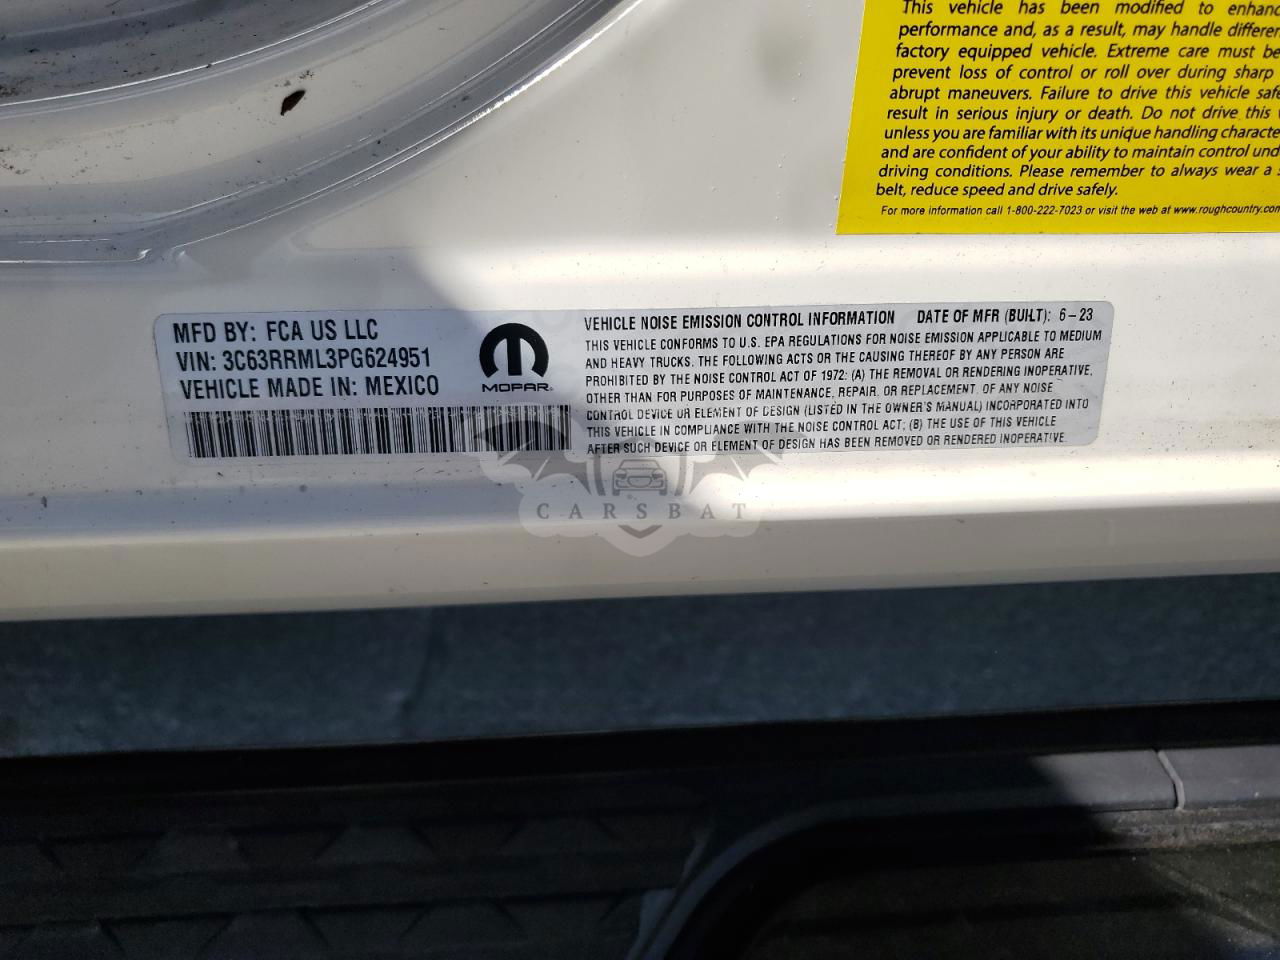 This vehicle has been modified to enhanc
performance and, as a result, may handle differen
factory equipped vehicle. Extreme care must be
prevent loss of control or roll over during sharp
abrupt maneuvers. Failure to drive this vehicle safe
result in serious injury or death. Do not drive this
unless you are familiar with its unique handling characte
and are confident of your ability to maintain control und
driving conditions. Please remember to always wear a s
belt, reduce speed and drive safely.
For more information call 1-800-222-7023 or visit the web at www.roughcountry.com
MFD BY: FCA US LLC
VIN: 3C63RRML3PG624951
VEHICLE MADE IN: MEXICO
MOPAR
VEHICLE NOISE EMISSION CONTROL INFORMATION DATE OF MFR (BUILT): 6-23
THIS VEHICLE CONFORMS TO U.S. EPA REGULATIONS FOR NOISE EMISSION APPLICABLE TO MEDIUM
AND HEAVY TRUCKS. THE FOLLOWING ACTS OR THE CAUSING THEREOF BY ANY PERSON ARE
PROHIBITED BY THE NOISE CONTROL ACT OF 1972: (A) THE REMOVAL OR RENDERING INOPERATIVE,
OTHER THAN FOR PURPOSES OF MAINTENANCE, REPAIR, OR REPLACEMENT, OF ANY NOISE
CONTROL DEVICE OR ELEMENT OF DESIGN (LISTED IN THE OWNER'S MANUAL) INCORPORATED INTO
THIS VEHICLE IN COMPLIANCE WITH THE NOISE CONTROL ACT; (B) THE USE OF THIS VEHICLE
AFTER SUCH DEVICE OR ELEMENT OF DESIGN HAS BEEN REMOVED OR RENDERED INOPERATIVE.
CARSBAT